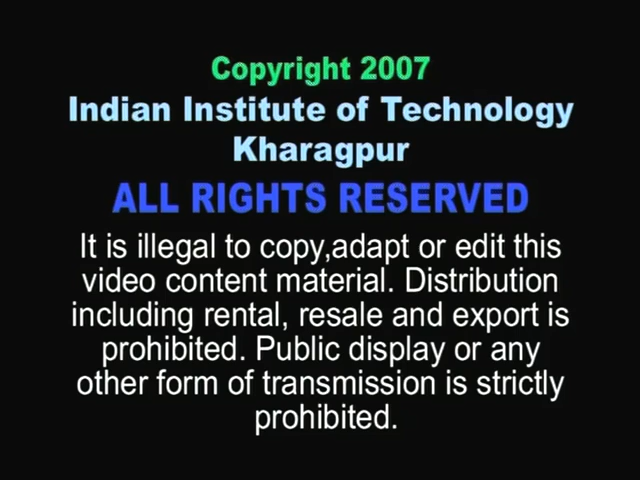 Copyright 2007
Indian Institute of Technology
Kharagpur
ALL RIGHTS RESERVED
It is illegal to copy,adapt or edit this
video content material. Distribution
including rental, resale and export is
prohibited. Public display or any
other form of transmission is strictly
prohibited.